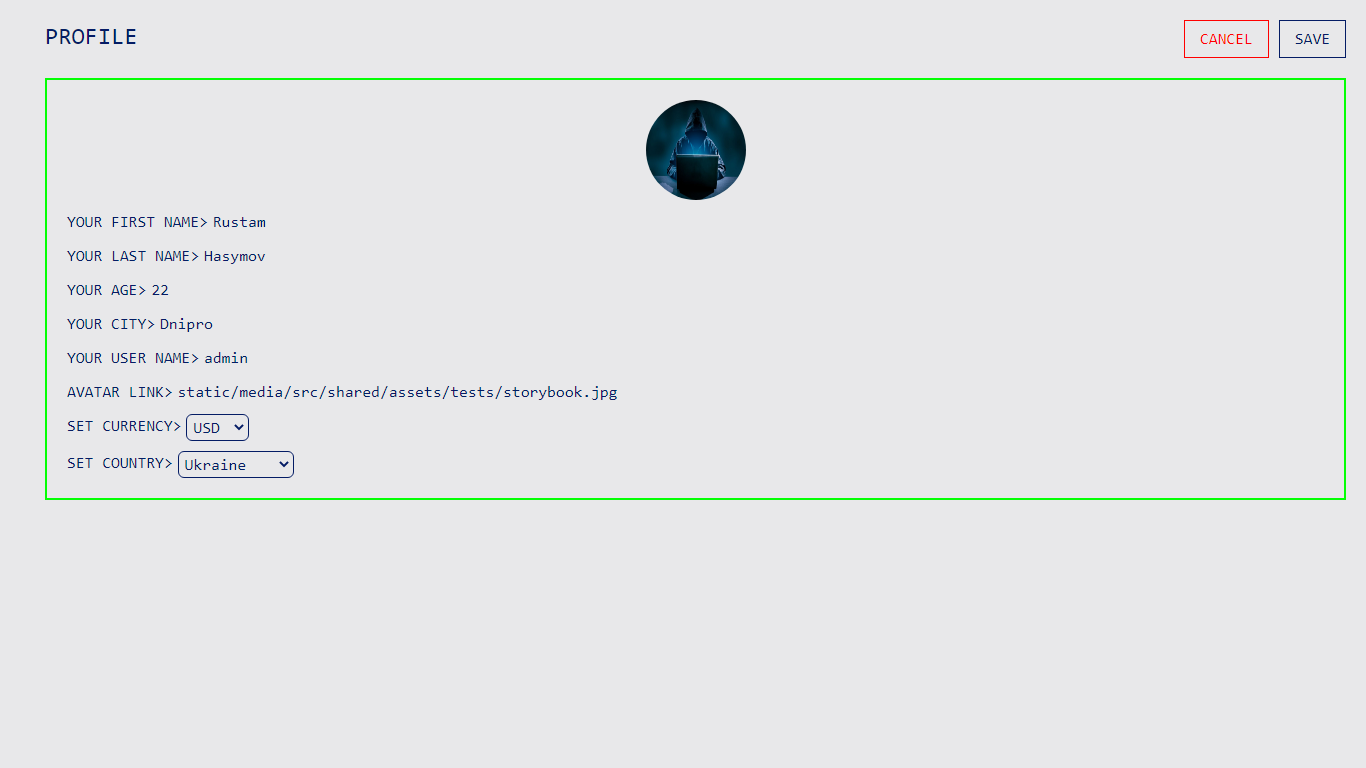 PROFILE
CANCEL SAVE
YOUR FIRST NAME> Rustam
YOUR LAST NAME> Hasymov
YOUR AGE> 22
YOUR CITY> Dnipro
YOUR USER NAME> admin
AVATAR LINK> static/media/src/shared/assets/tests/storybook.jpg
SET CURRENCY> USD
SET COUNTRY> Ukraine